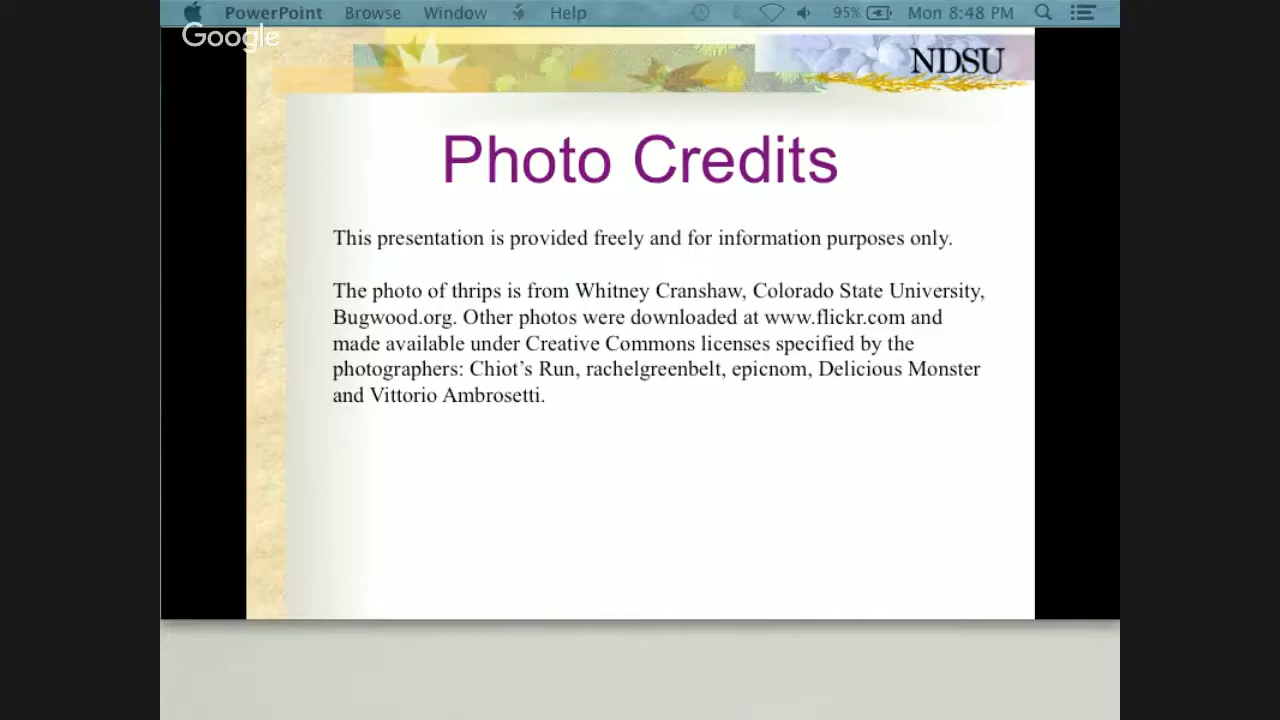 PowerPoint Browse Window Help 95% Mon 8:48 PM
Google
NDSU
Photo Credits
This presentation is provided freely and for information purposes only.
The photo of thrips is from Whitney Cranshaw, Colorado State University,
Bugwood.org. Other photos were downloaded at www.flickr.com and
made available under Creative Commons licenses specified by the
photographers: Chiot’s Run, rachelgreenbelt, epicnom, Delicious Monster
and Vittorio Ambrosetti.